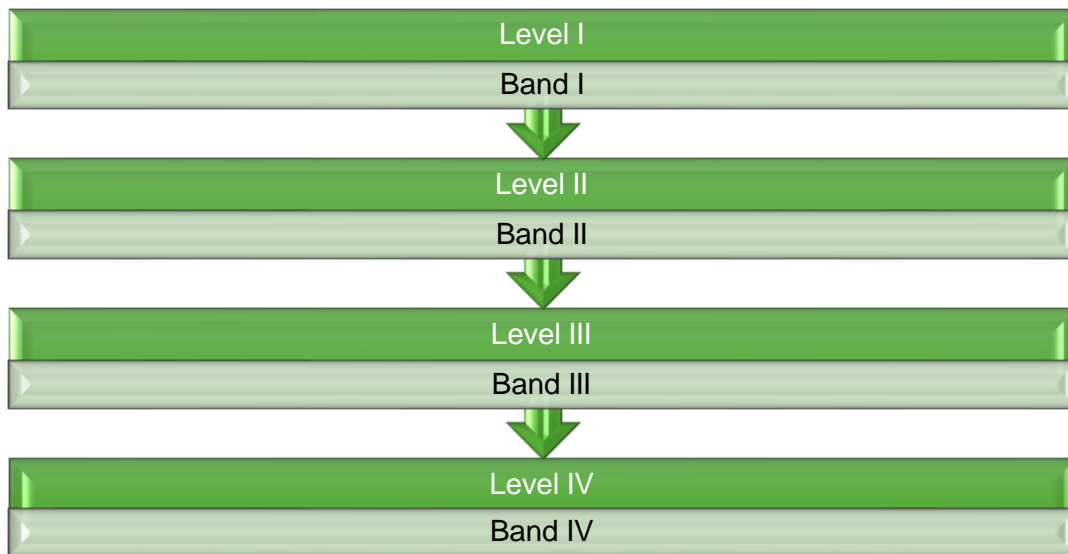 Level I
Band I
Level II
Band II
Level III
Band III
Level IV
Band IV